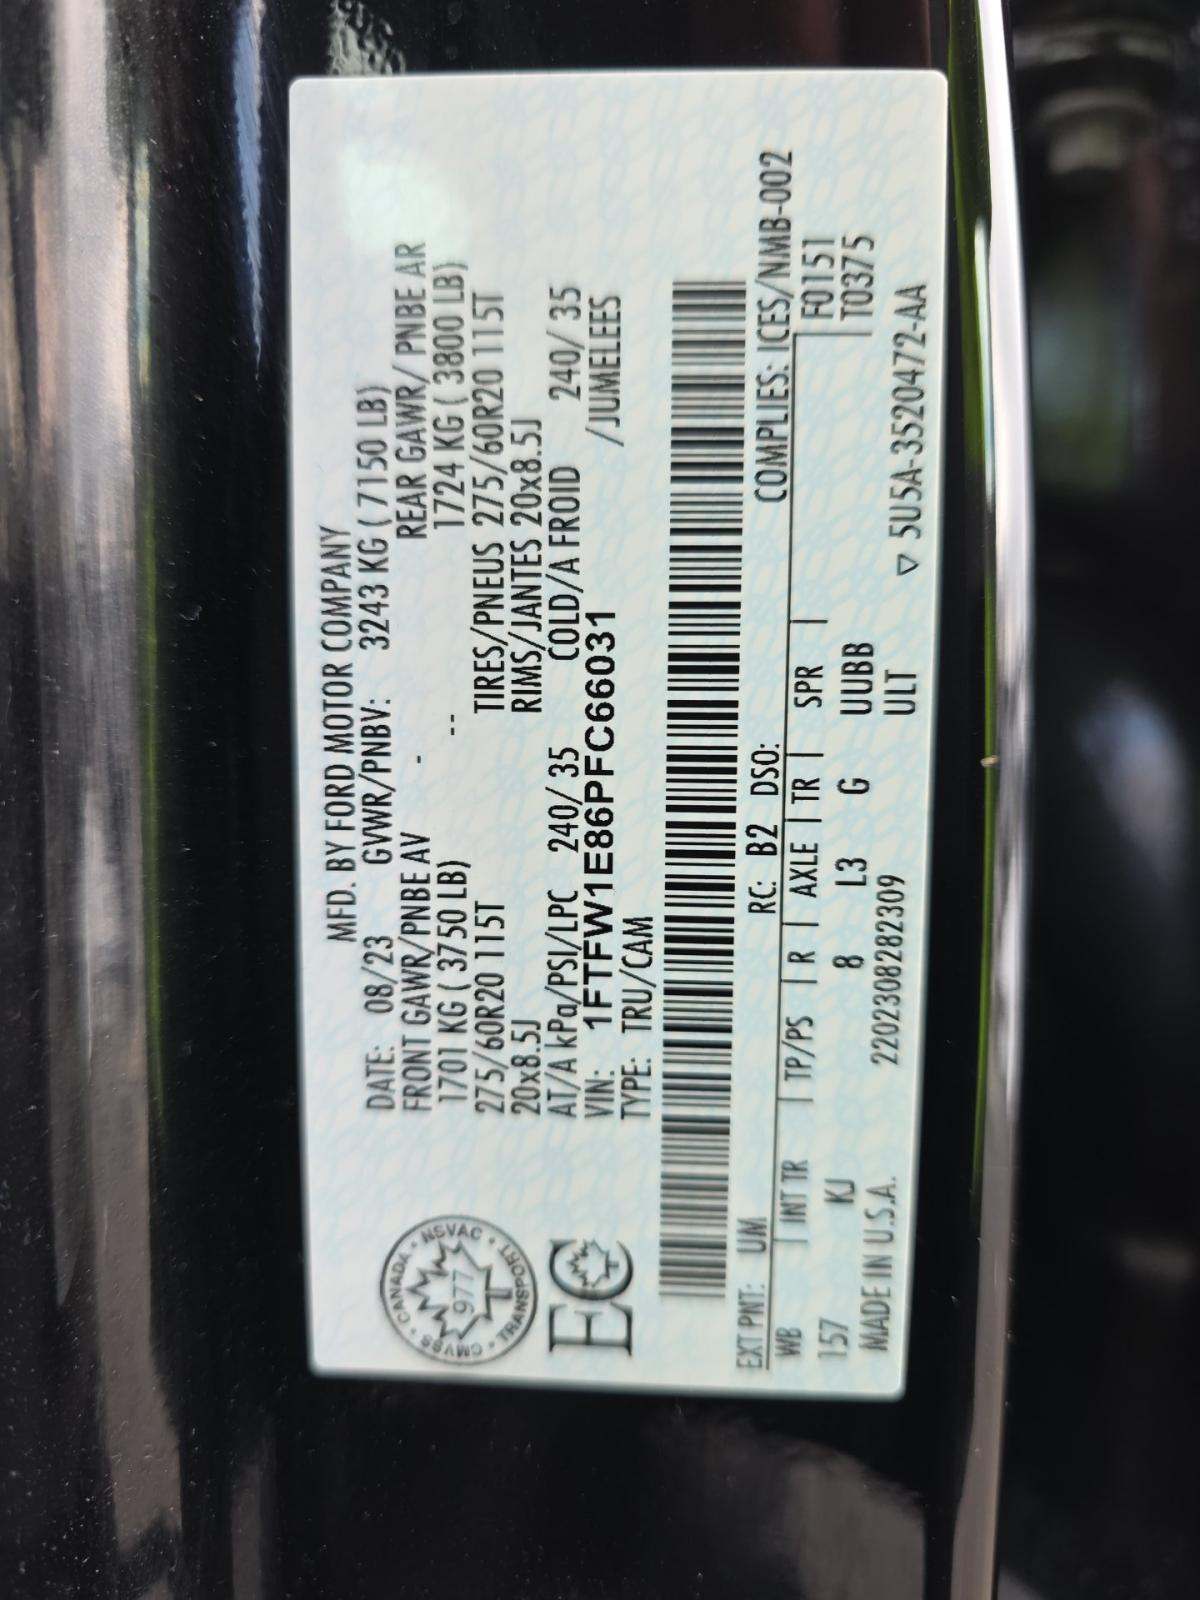 MFD. BY FORD MOTOR COMPANY
DATE: 08/23 GVWR/PNBV: 3243 KG ( 7150 LB)
FRONT GAWR/PNBE AV - REAR GAWR/ PNBE AR
1701 KG ( 3750 LB) -- 1724 KG ( 3800 LB)
275/60R20 115T TIRES/PNEUS 275/60R20 1115T
20x8.5J RIMS/JANTES 20x8.5J
AT/A kPa/PSI/LPC 240/ 35 COLD/A FROID 240/ 35
VIN: 1FTFW1E86PFC66031 /JUMELEES
TYPE: TRU/CAM
CANADA • NSVAC • TRANSPORT • CMVSS •
977
EC
RC: B2 DSO: COMPLIES: ICES/NMB-002
EXT PNT: UM
WB | INT TR | TP/PS | R | AXLE | TR | SPR | F0151
157 KJ 8 L3 G UUBB T0375
MADE IN U.S.A. 2202308282309 ULT
▽ 5U5A-3520472-AA